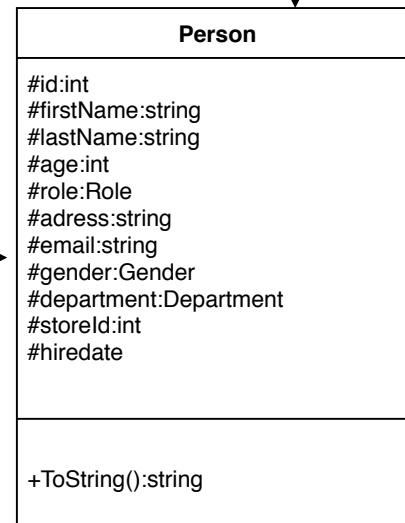 Person
#id:int
#firstName:string
#lastName:string
#age:int
#role:Role
#adress:string
#email:string
#gender:Gender
#department:Department
#storeId:int
#hiredate
+ToString():string